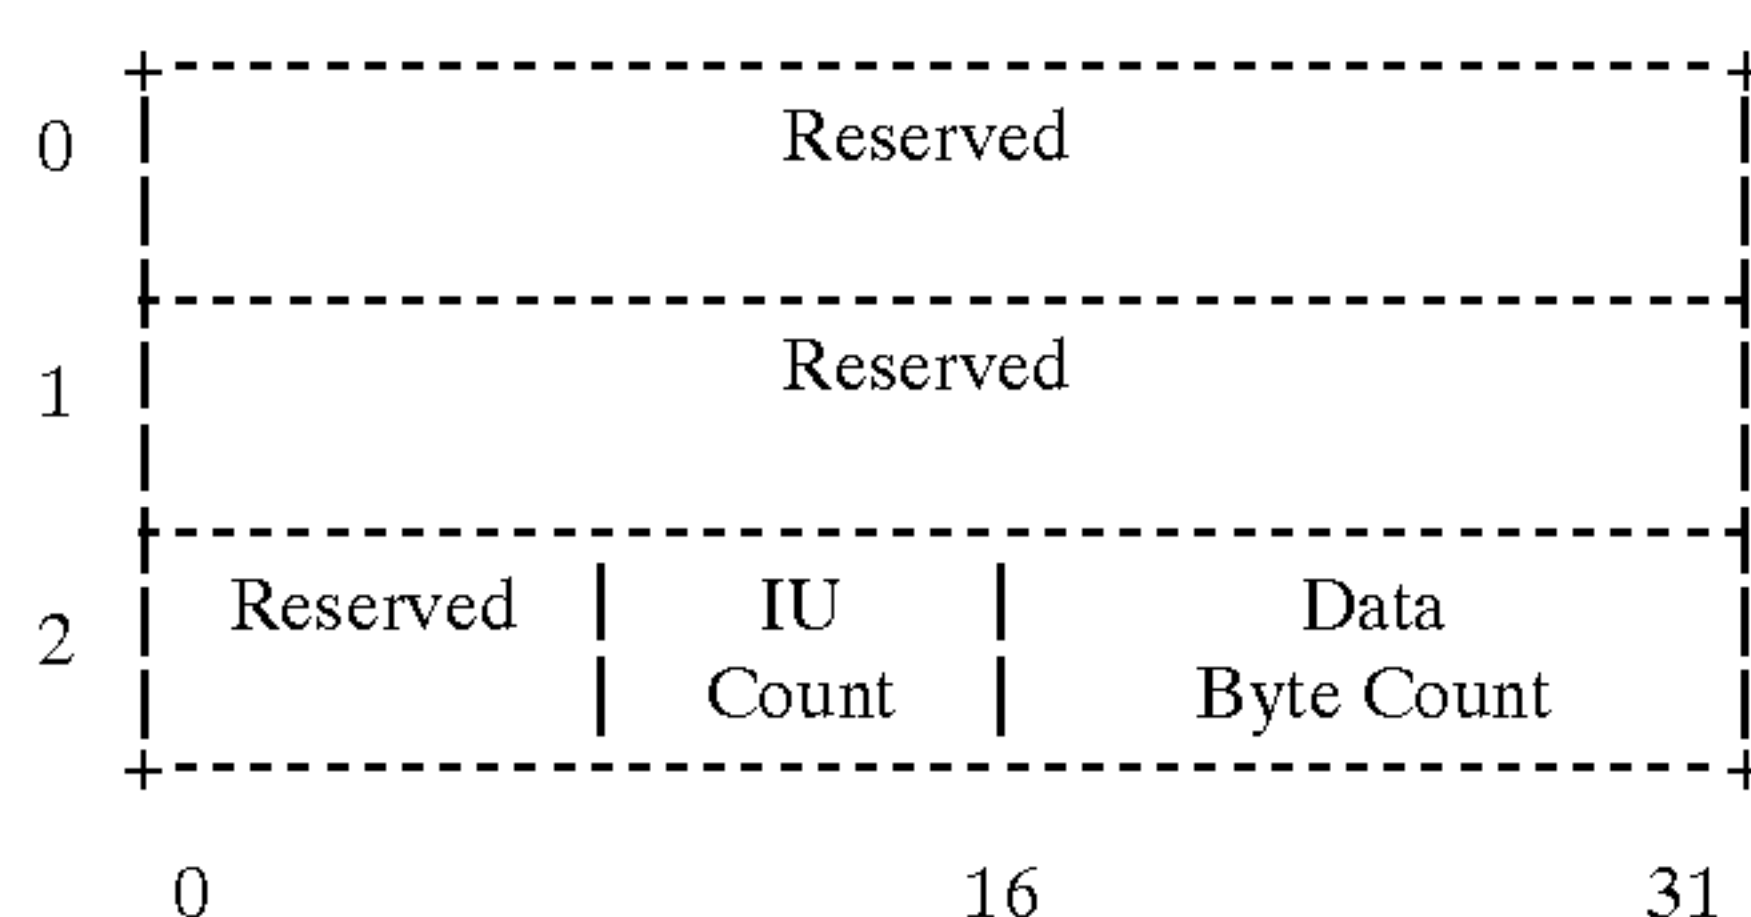 0 Reserved
1 Reserved
2 Reserved IU Data
Count Byte Count
0 16 31